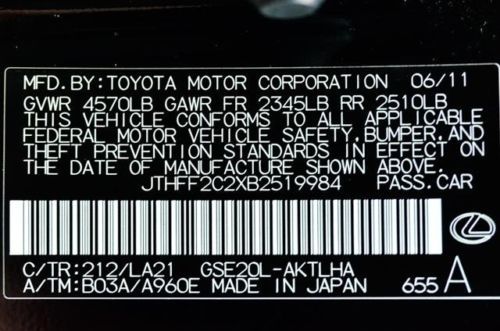 MFD.BY:TOYOTA MOTOR CORPORATION 06/11
GVWR 4570LB GAWR FR 2345LB RR 2510LB
THIS VEHICLE CONFORMS TO ALL APPLICABLE
FEDERAL MOTOR VEHICLE SAFETY,BUMPER,AND
THEFT PREVENTION STANDARDS IN EFFECT ON
THE DATE OF MANUFACTURE SHOWN ABOVE.
JTHFF2C2XB2519984 PASS.CAR
C/TR:212/LA21 GSE20L-AKTLHA
A/TM:B03A/A960E MADE IN JAPAN 655 A